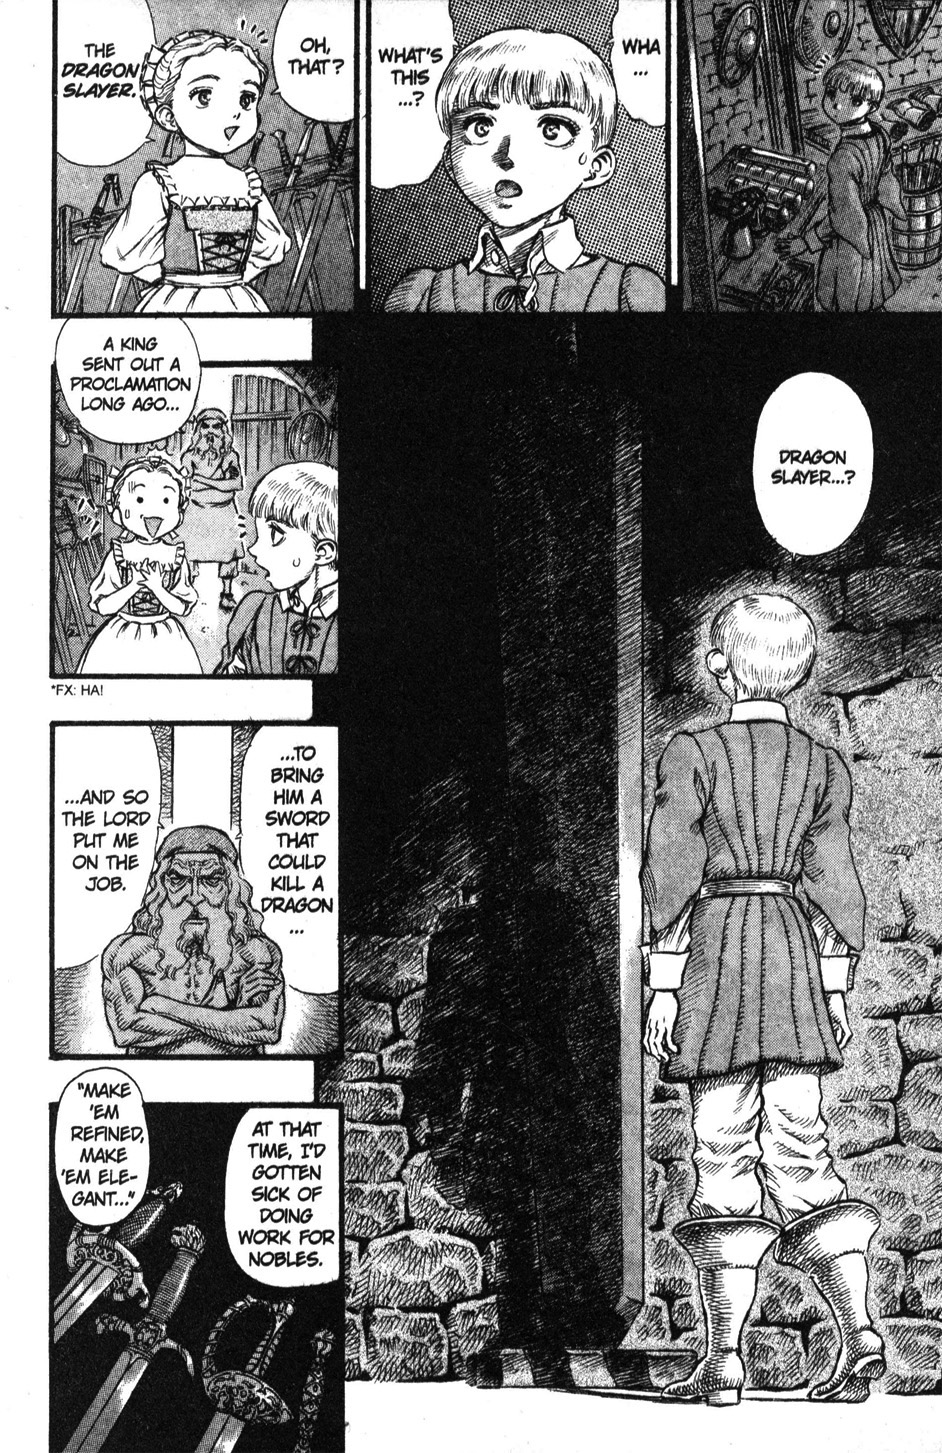 WHA
...
WHAT'S
THIS
...?
OH,
THAT?
THE
DRAGON
SLAYER.
DRAGON
SLAYER...?
A KING
SENT OUT A
PROCLAMATION
LONG AGO...
*FX: HA!
...TO
BRING
HIM A
SWORD
THAT
COULD
KILL A
DRAGON
...
...AND SO
THE LORD
PUT ME
ON THE
JOB.
AT THAT
TIME, I'D
GOTTEN
SICK OF
DOING
WORK FOR
NOBLES.
"MAKE
'EM
REFINED,
MAKE
'EM ELE-
GANT..."